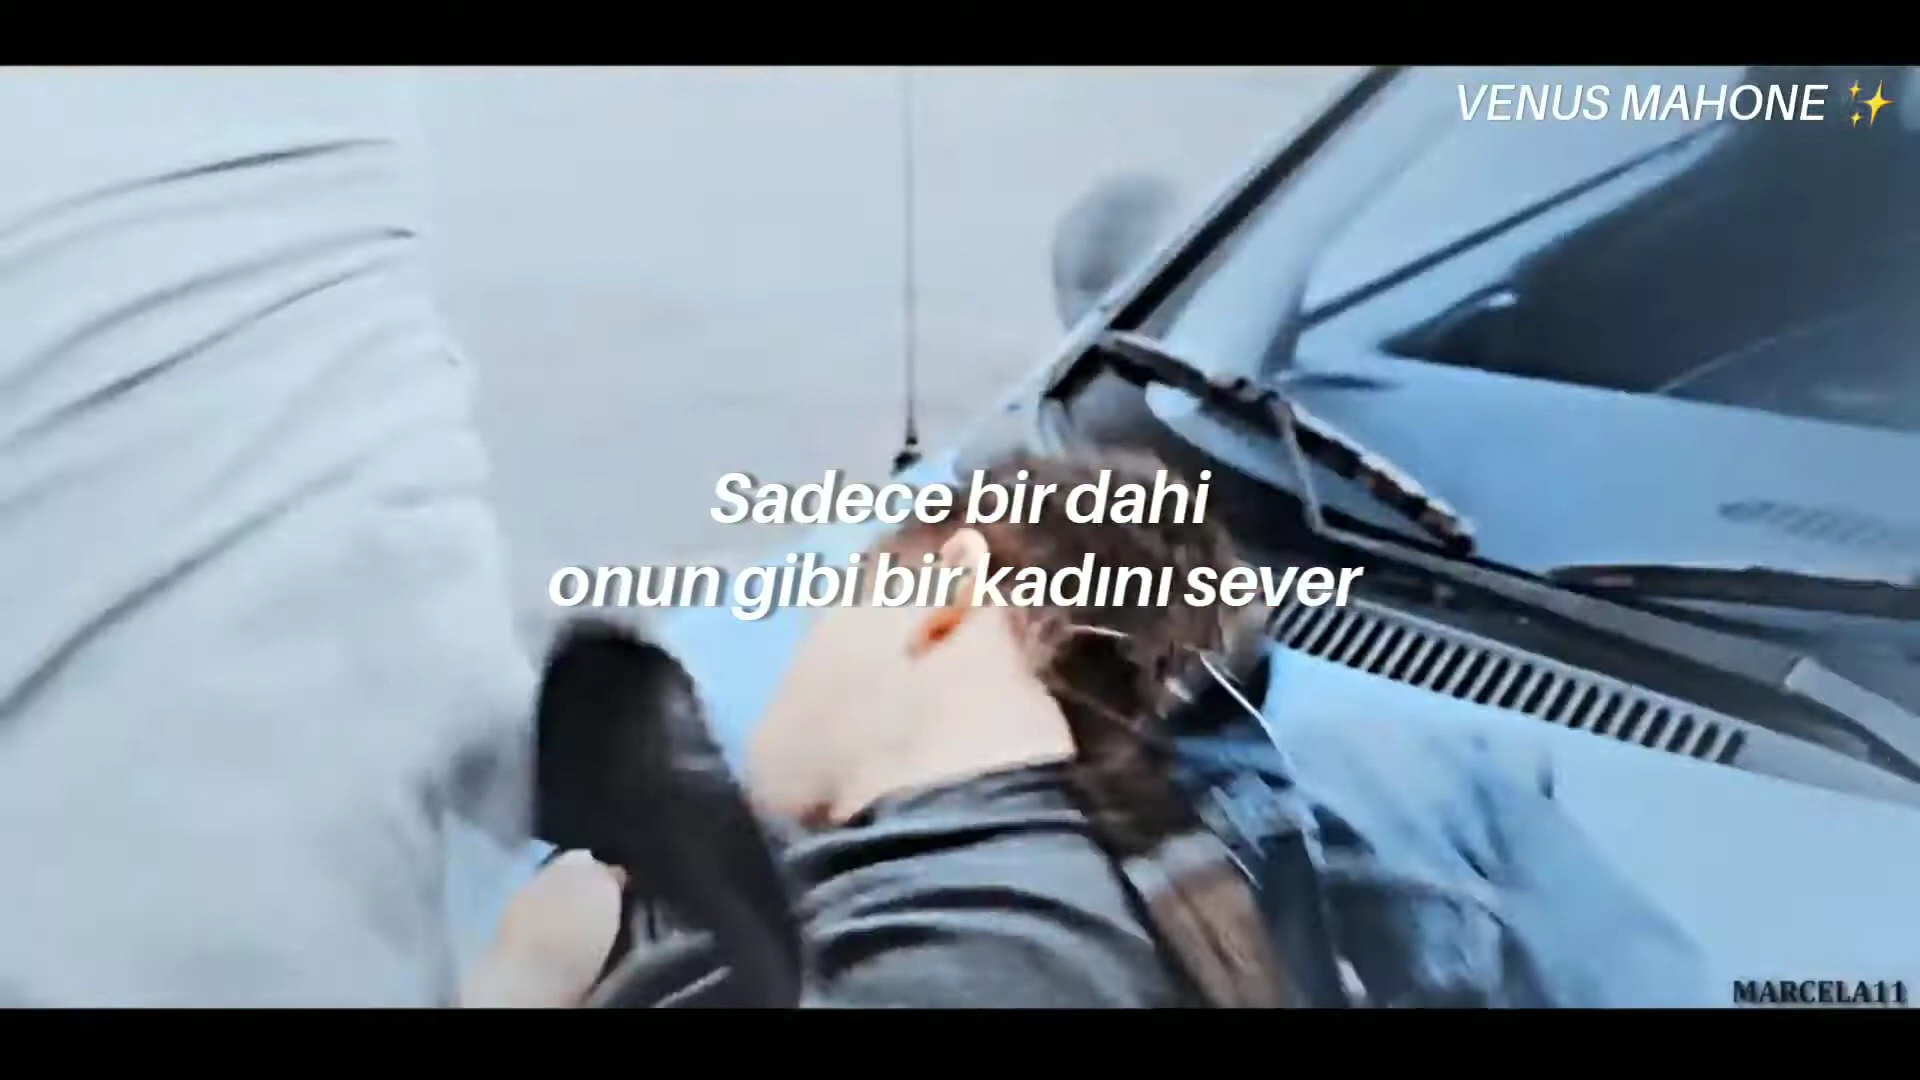 VENUS MAHONE ✨
Sadece bir dahi
onun gibi bir kadını sever
MARCELA11